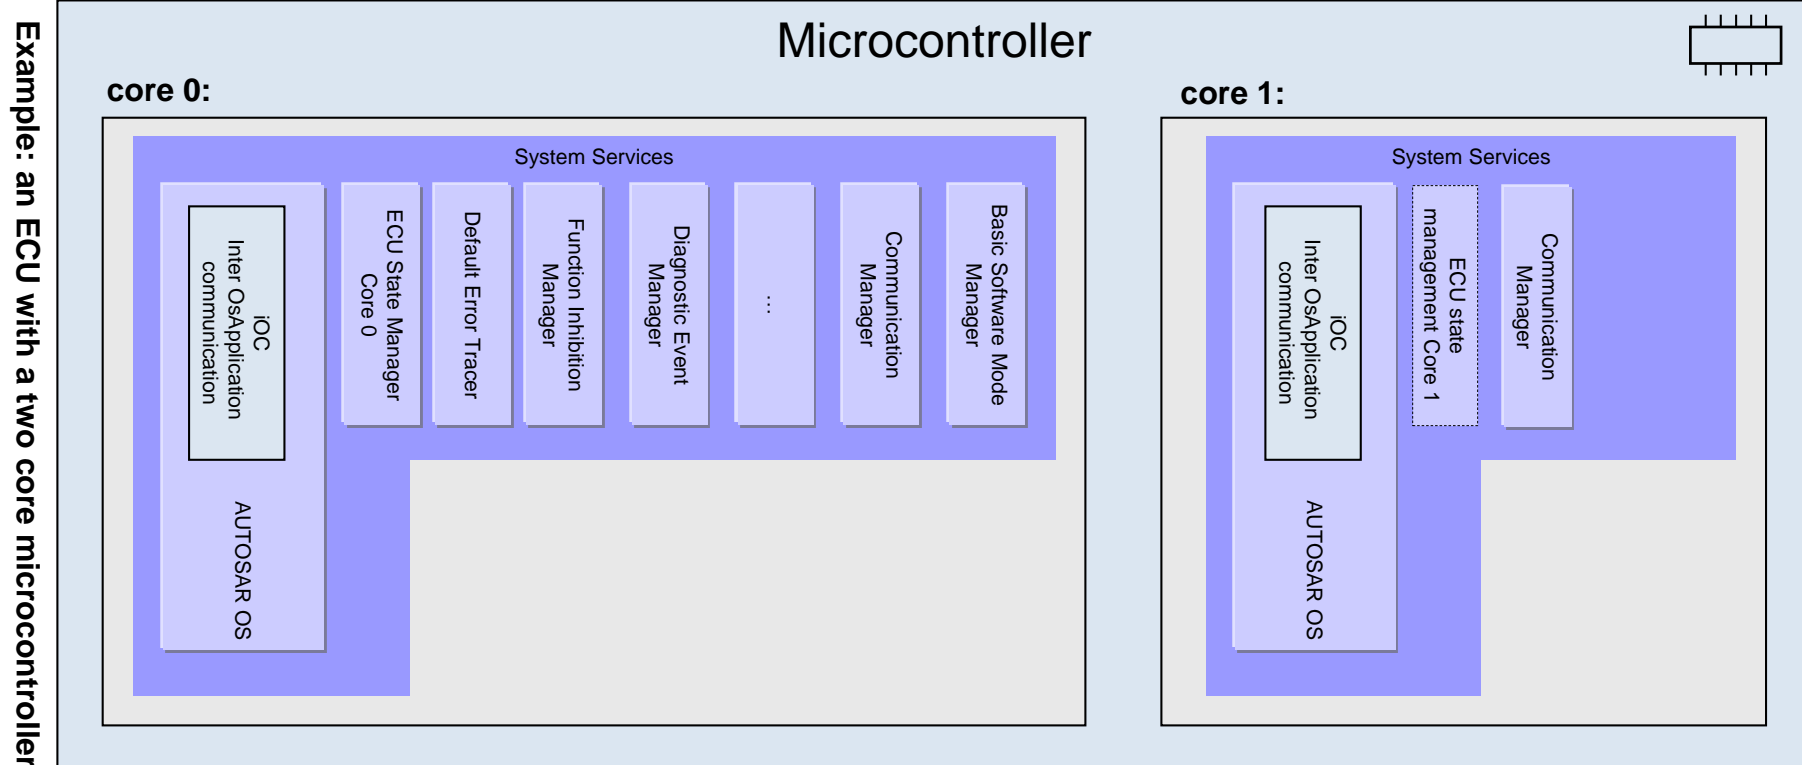 Microcontroller
Example: an ECU with a two core microcontroller
core 0:
System Services
iOC
Inter OsApplication
communication
AUTOSAR OS
ECU State Manager
Core 0
Default Error Tracer
Function Inhibition
Manager
Diagnostic Event
Manager
...
Communication
Manager
Basic Software Mode
Manager
core 1:
System Services
iOC
Inter OsApplication
communication
AUTOSAR OS
ECU state
management Core 1
Communication
Manager